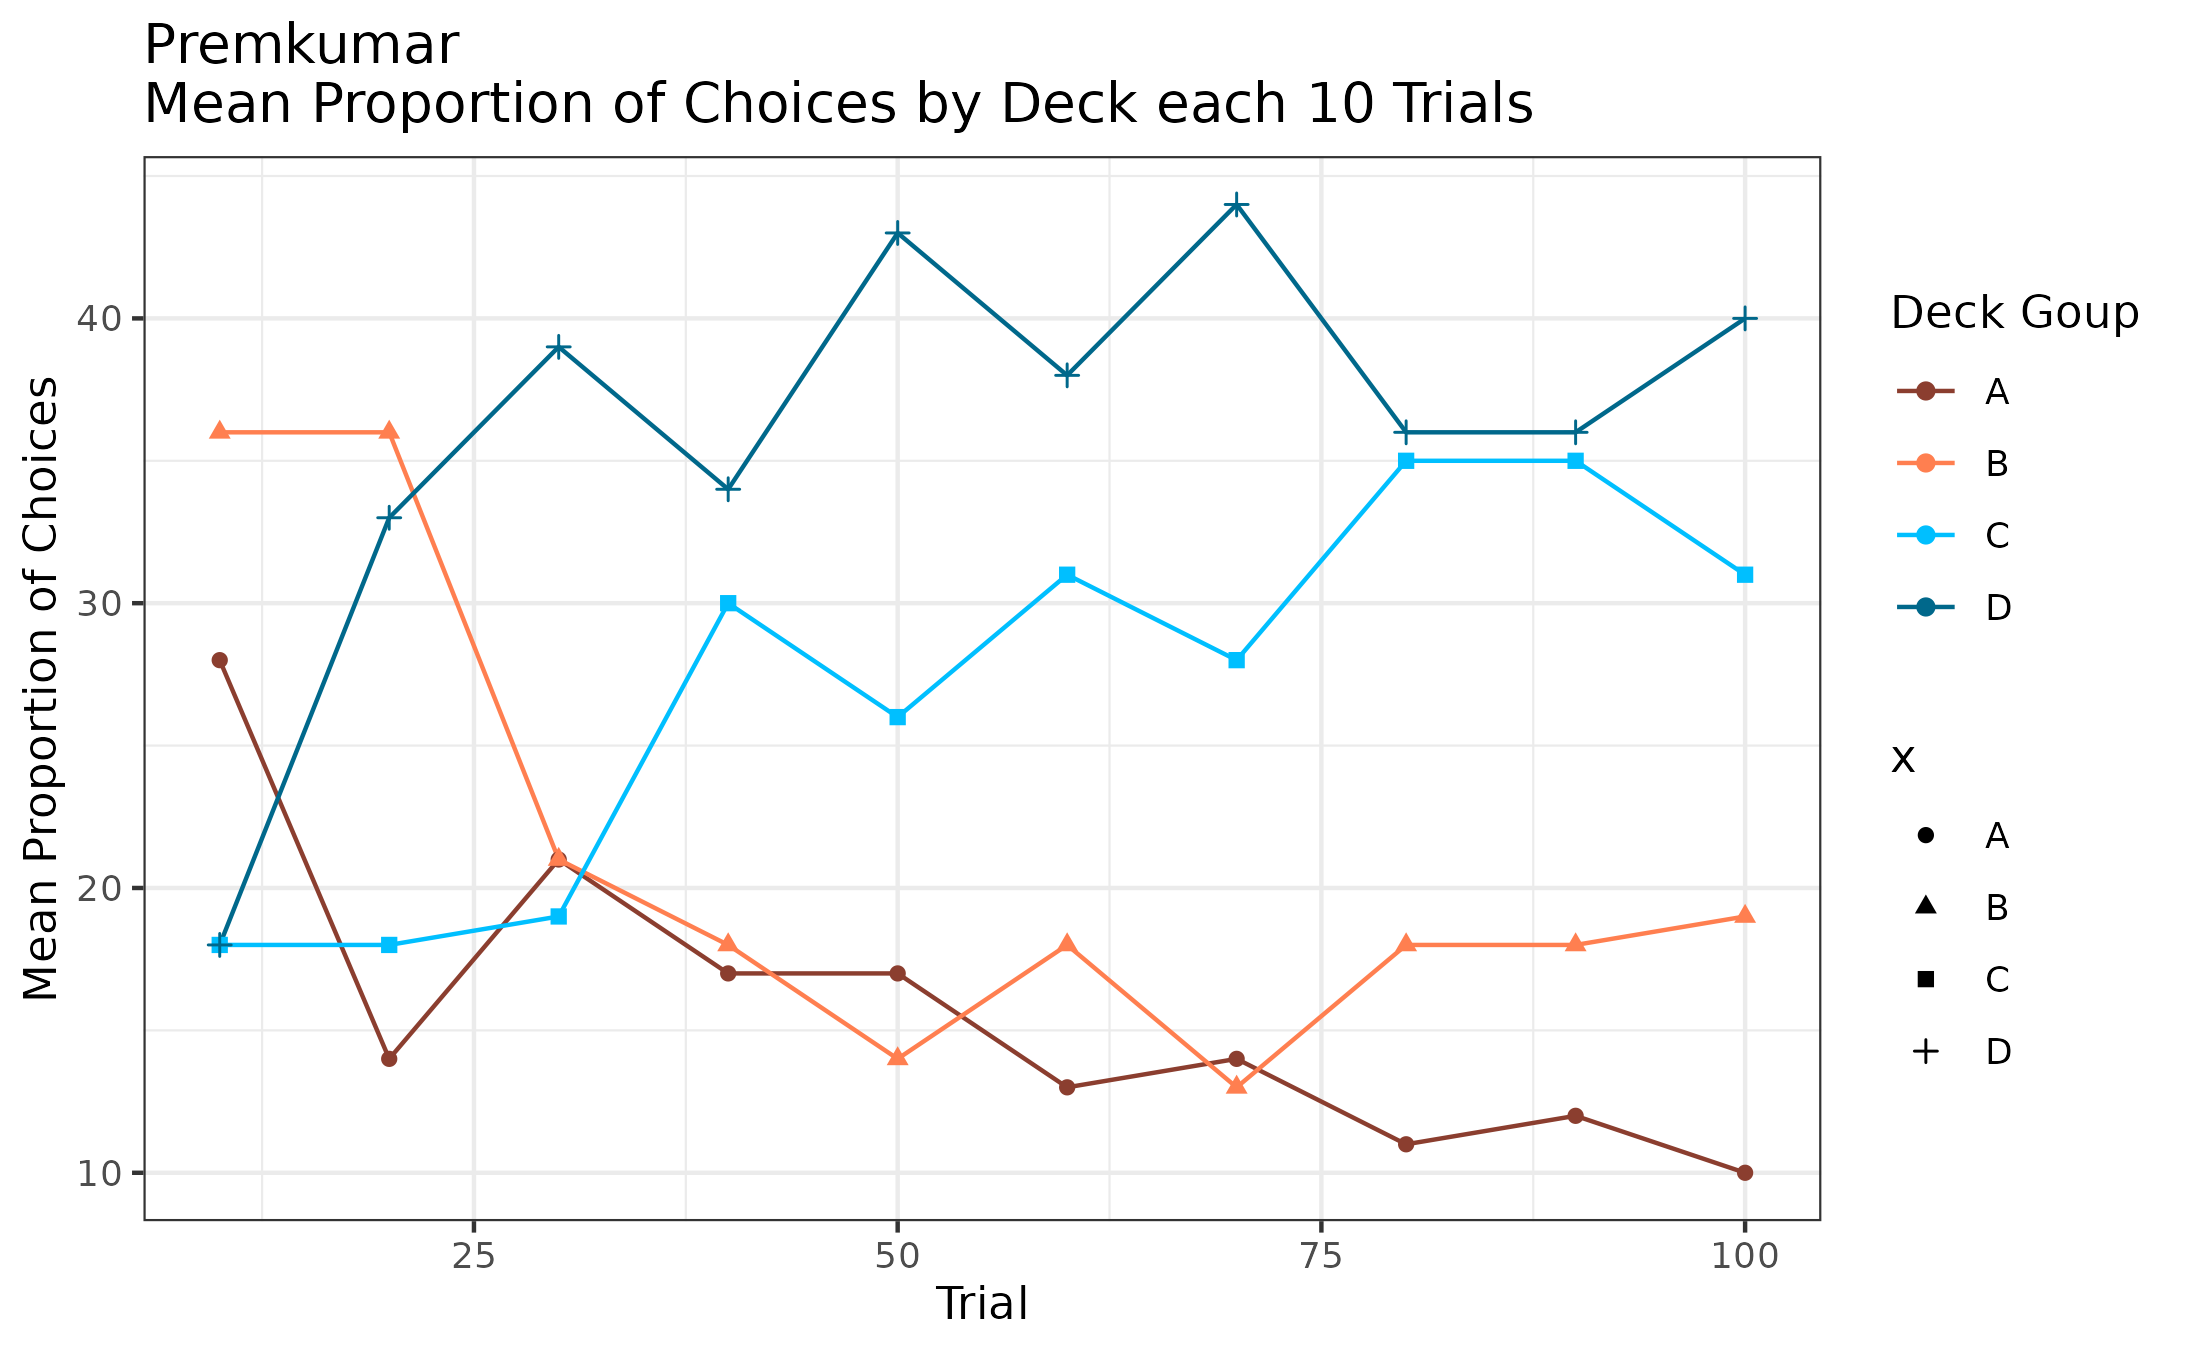 Premkumar
Mean Proportion of Choices by Deck each 10 Trials
Mean Proportion of Choices
40
30
20
10
25
50
75
100
Trial
Deck Goup
A
B
C
D
x
A
B
C
D